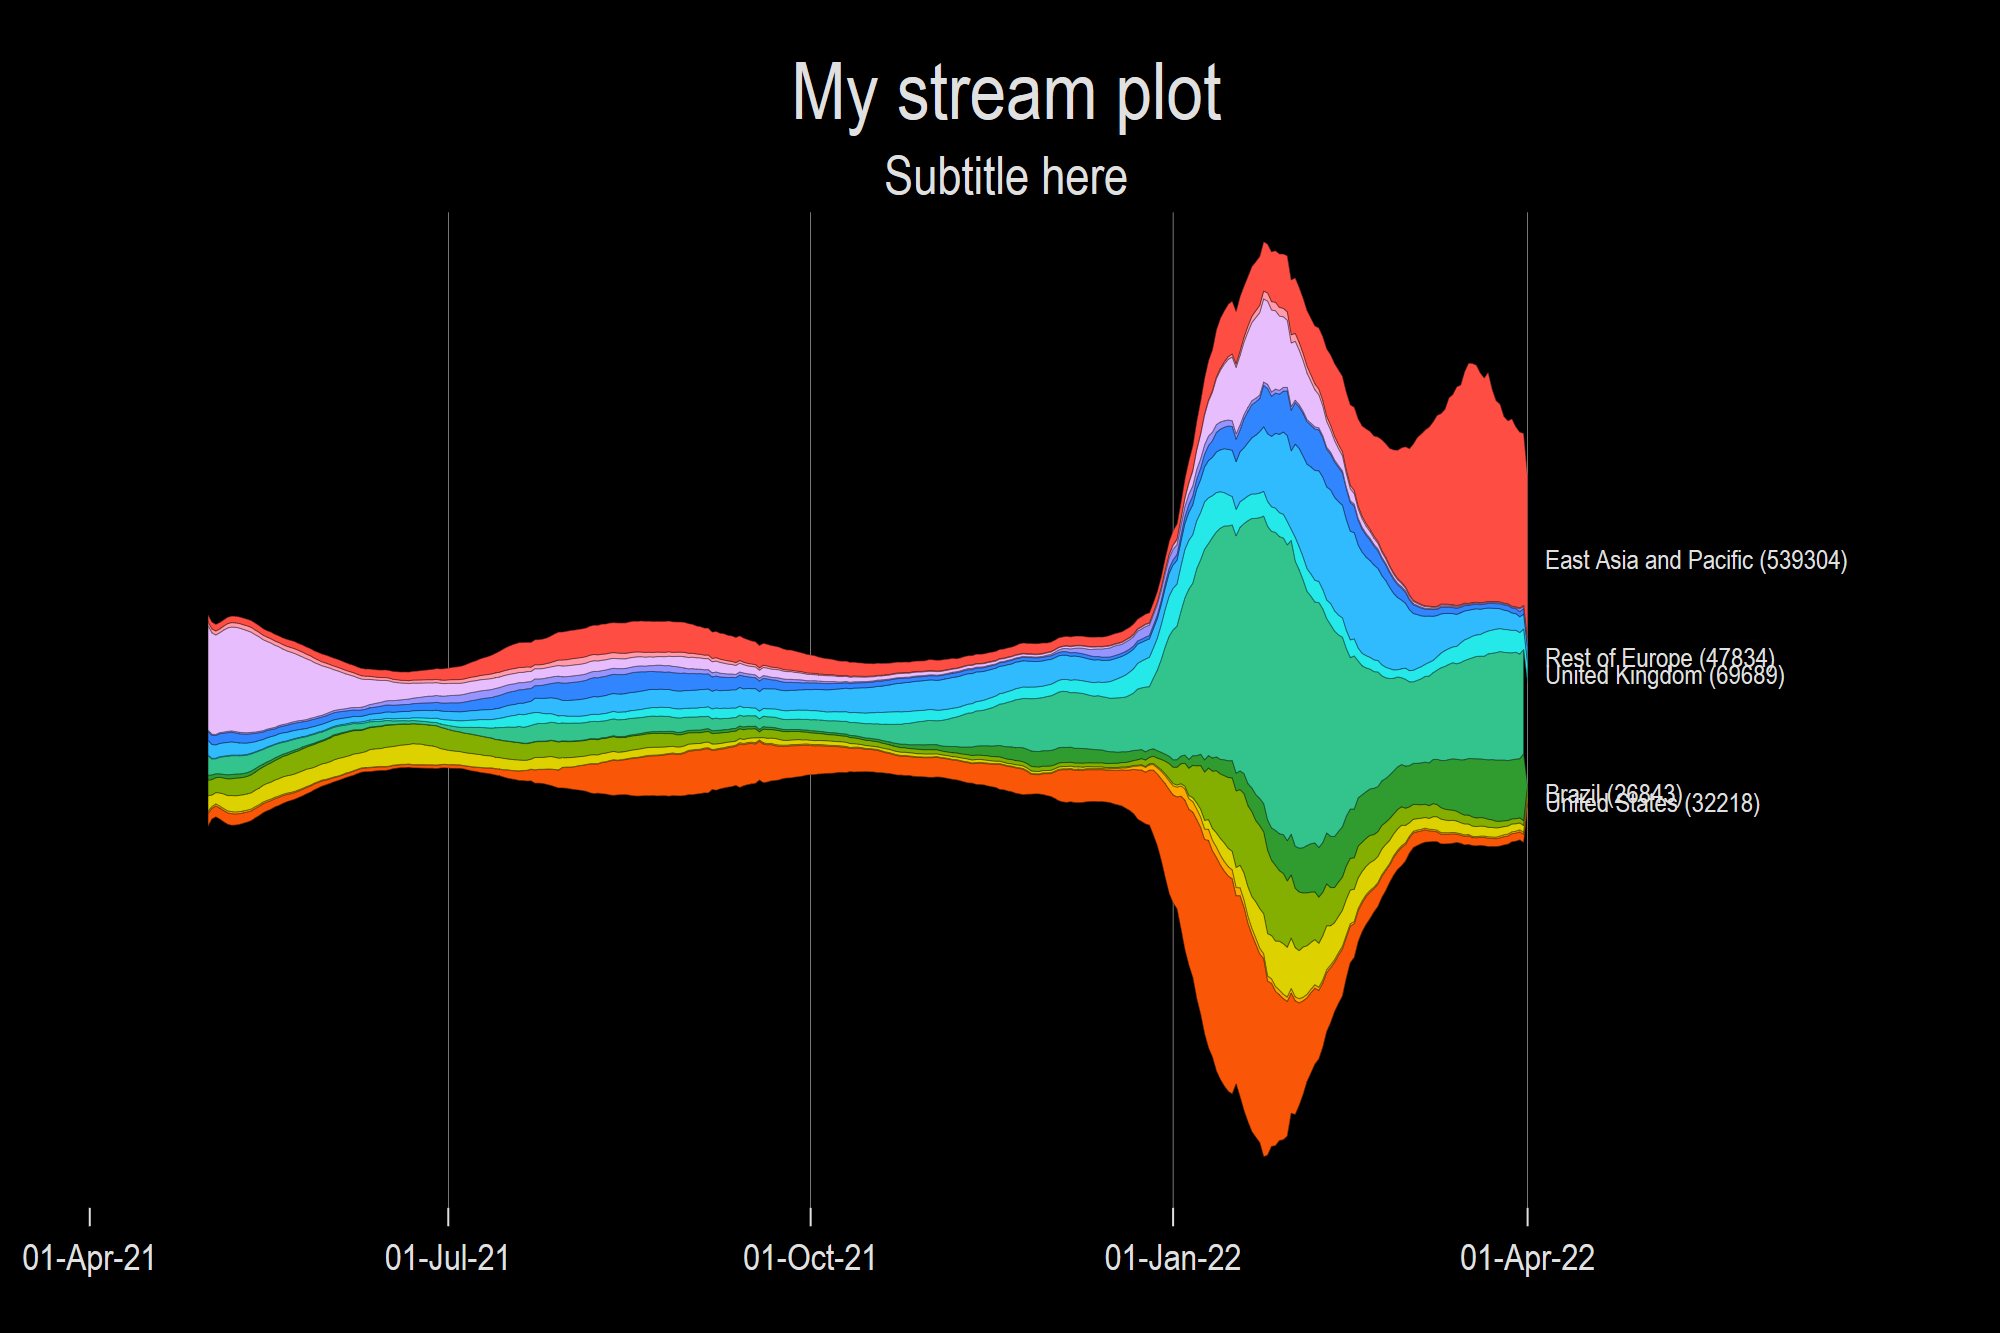 My stream plot
Subtitle here
East Asia and Pacific (539304)
Rest of Europe (47834)
United Kingdom (69689)
Brazil (26843)
United States (32218)
01-Apr-21
01-Jul-21
01-Oct-21
01-Jan-22
01-Apr-22